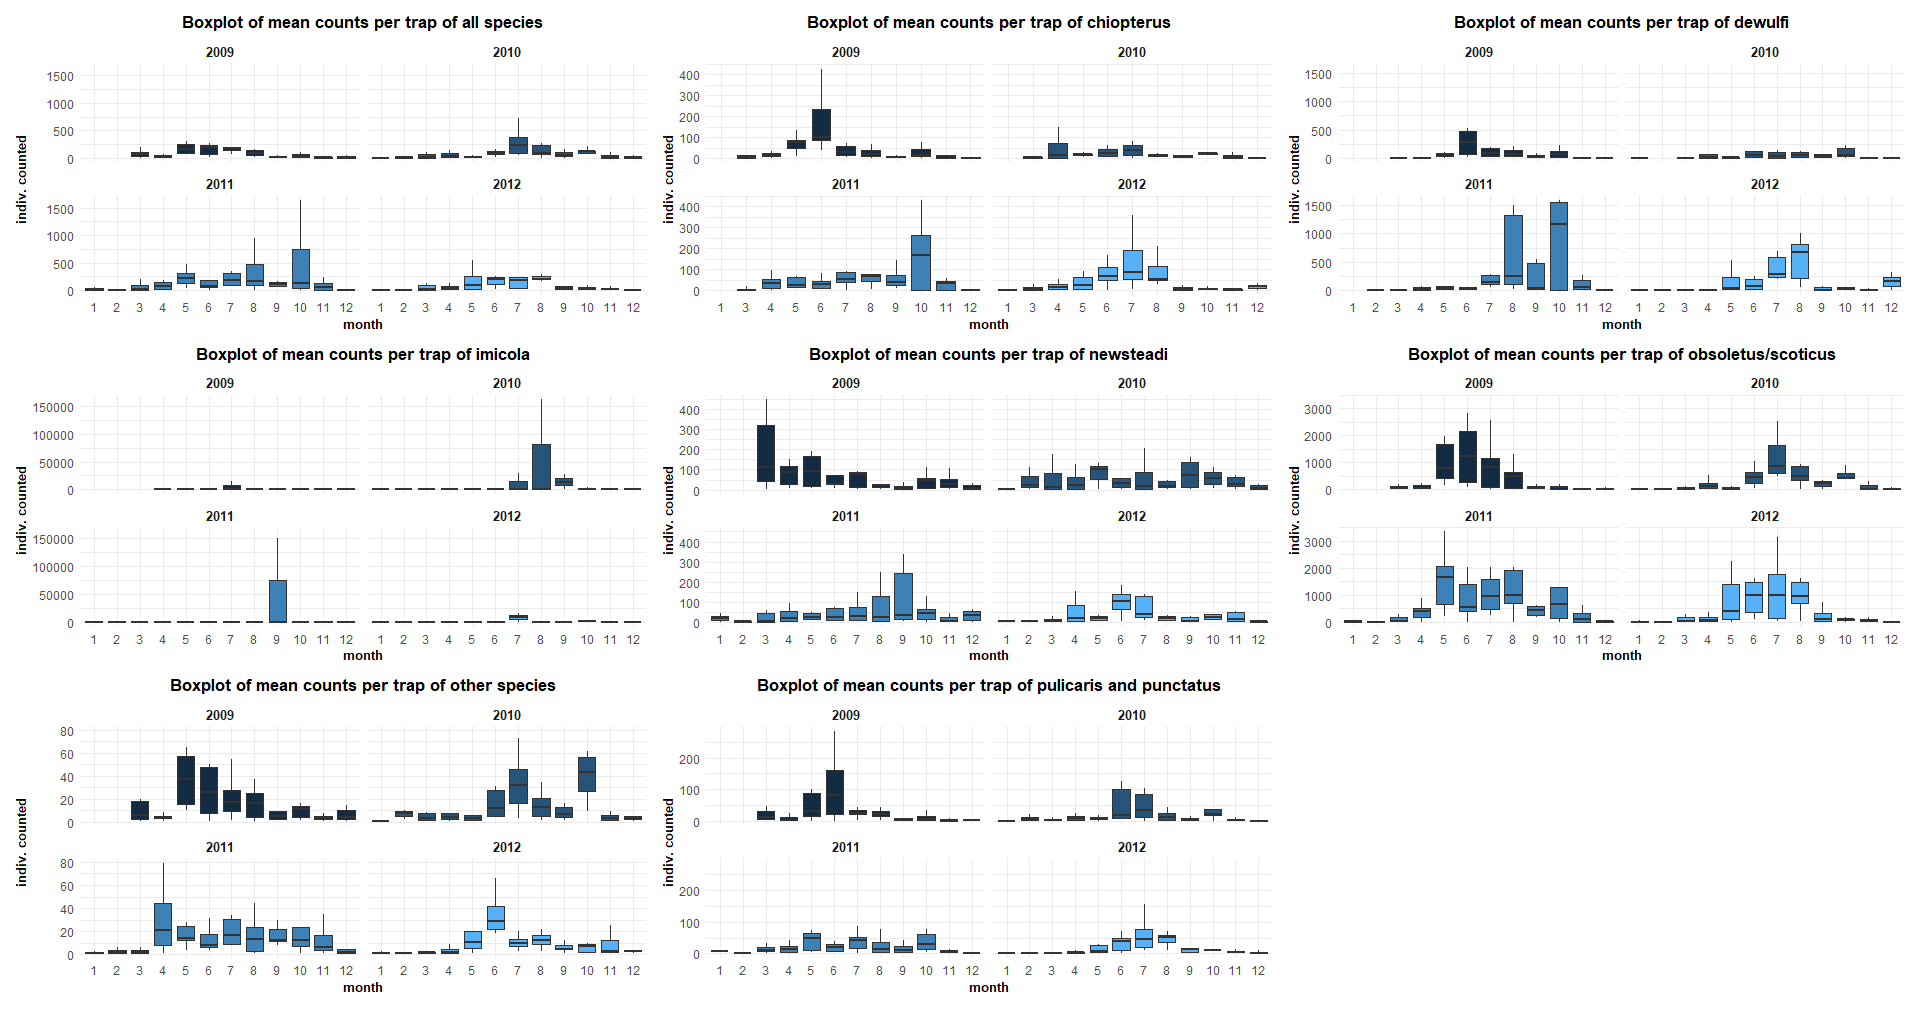 Boxplot of mean counts per trap of all species
2009 2010
1500
1000
500
0
2011 2012
1500
1000
500
0
1 2 3 4 5 6 7 8 9 10 11 12 1 2 3 4 5 6 7 8 9 10 11 12
month
indiv. counted
Boxplot of mean counts per trap of chiopterus
2009 2010
400
300
200
100
0
2011 2012
400
300
200
100
0
1 3 4 5 6 7 8 9 10 11 12 1 3 4 5 6 7 8 9 10 11 12
month
indiv. counted
Boxplot of mean counts per trap of dewulfi
2009 2010
1500
1000
500
0
2011 2012
1500
1000
500
0
1 2 3 4 5 6 7 8 9 10 11 12 1 2 3 4 5 6 7 8 9 10 11 12
month
indiv. counted
Boxplot of mean counts per trap of imicola
2009 2010
150000
100000
50000
0
2011 2012
150000
100000
50000
0
1 2 3 4 5 6 7 8 9 10 11 12 1 2 3 4 5 6 7 8 9 10 11 12
month
indiv. counted
Boxplot of mean counts per trap of newsteadi
2009 2010
400
300
200
100
0
2011 2012
400
300
200
100
0
1 2 3 4 5 6 7 8 9 10 11 12 1 2 3 4 5 6 7 8 9 10 11 12
month
indiv. counted
Boxplot of mean counts per trap of obsoletus/scoticus
2009 2010
3000
2000
1000
0
2011 2012
3000
2000
1000
0
1 2 3 4 5 6 7 8 9 10 11 12 1 2 3 4 5 6 7 8 9 10 11 12
month
indiv. counted
Boxplot of mean counts per trap of other species
2009 2010
80
60
40
20
0
2011 2012
80
60
40
20
0
1 2 3 4 5 6 7 8 9 10 11 12 1 2 3 4 5 6 7 8 9 10 11 12
month
indiv. counted
Boxplot of mean counts per trap of pulicaris and punctatus
2009 2010
200
100
0
2011 2012
200
100
0
1 2 3 4 5 6 7 8 9 10 11 12 1 2 3 4 5 6 7 8 9 10 11 12
month
indiv. counted